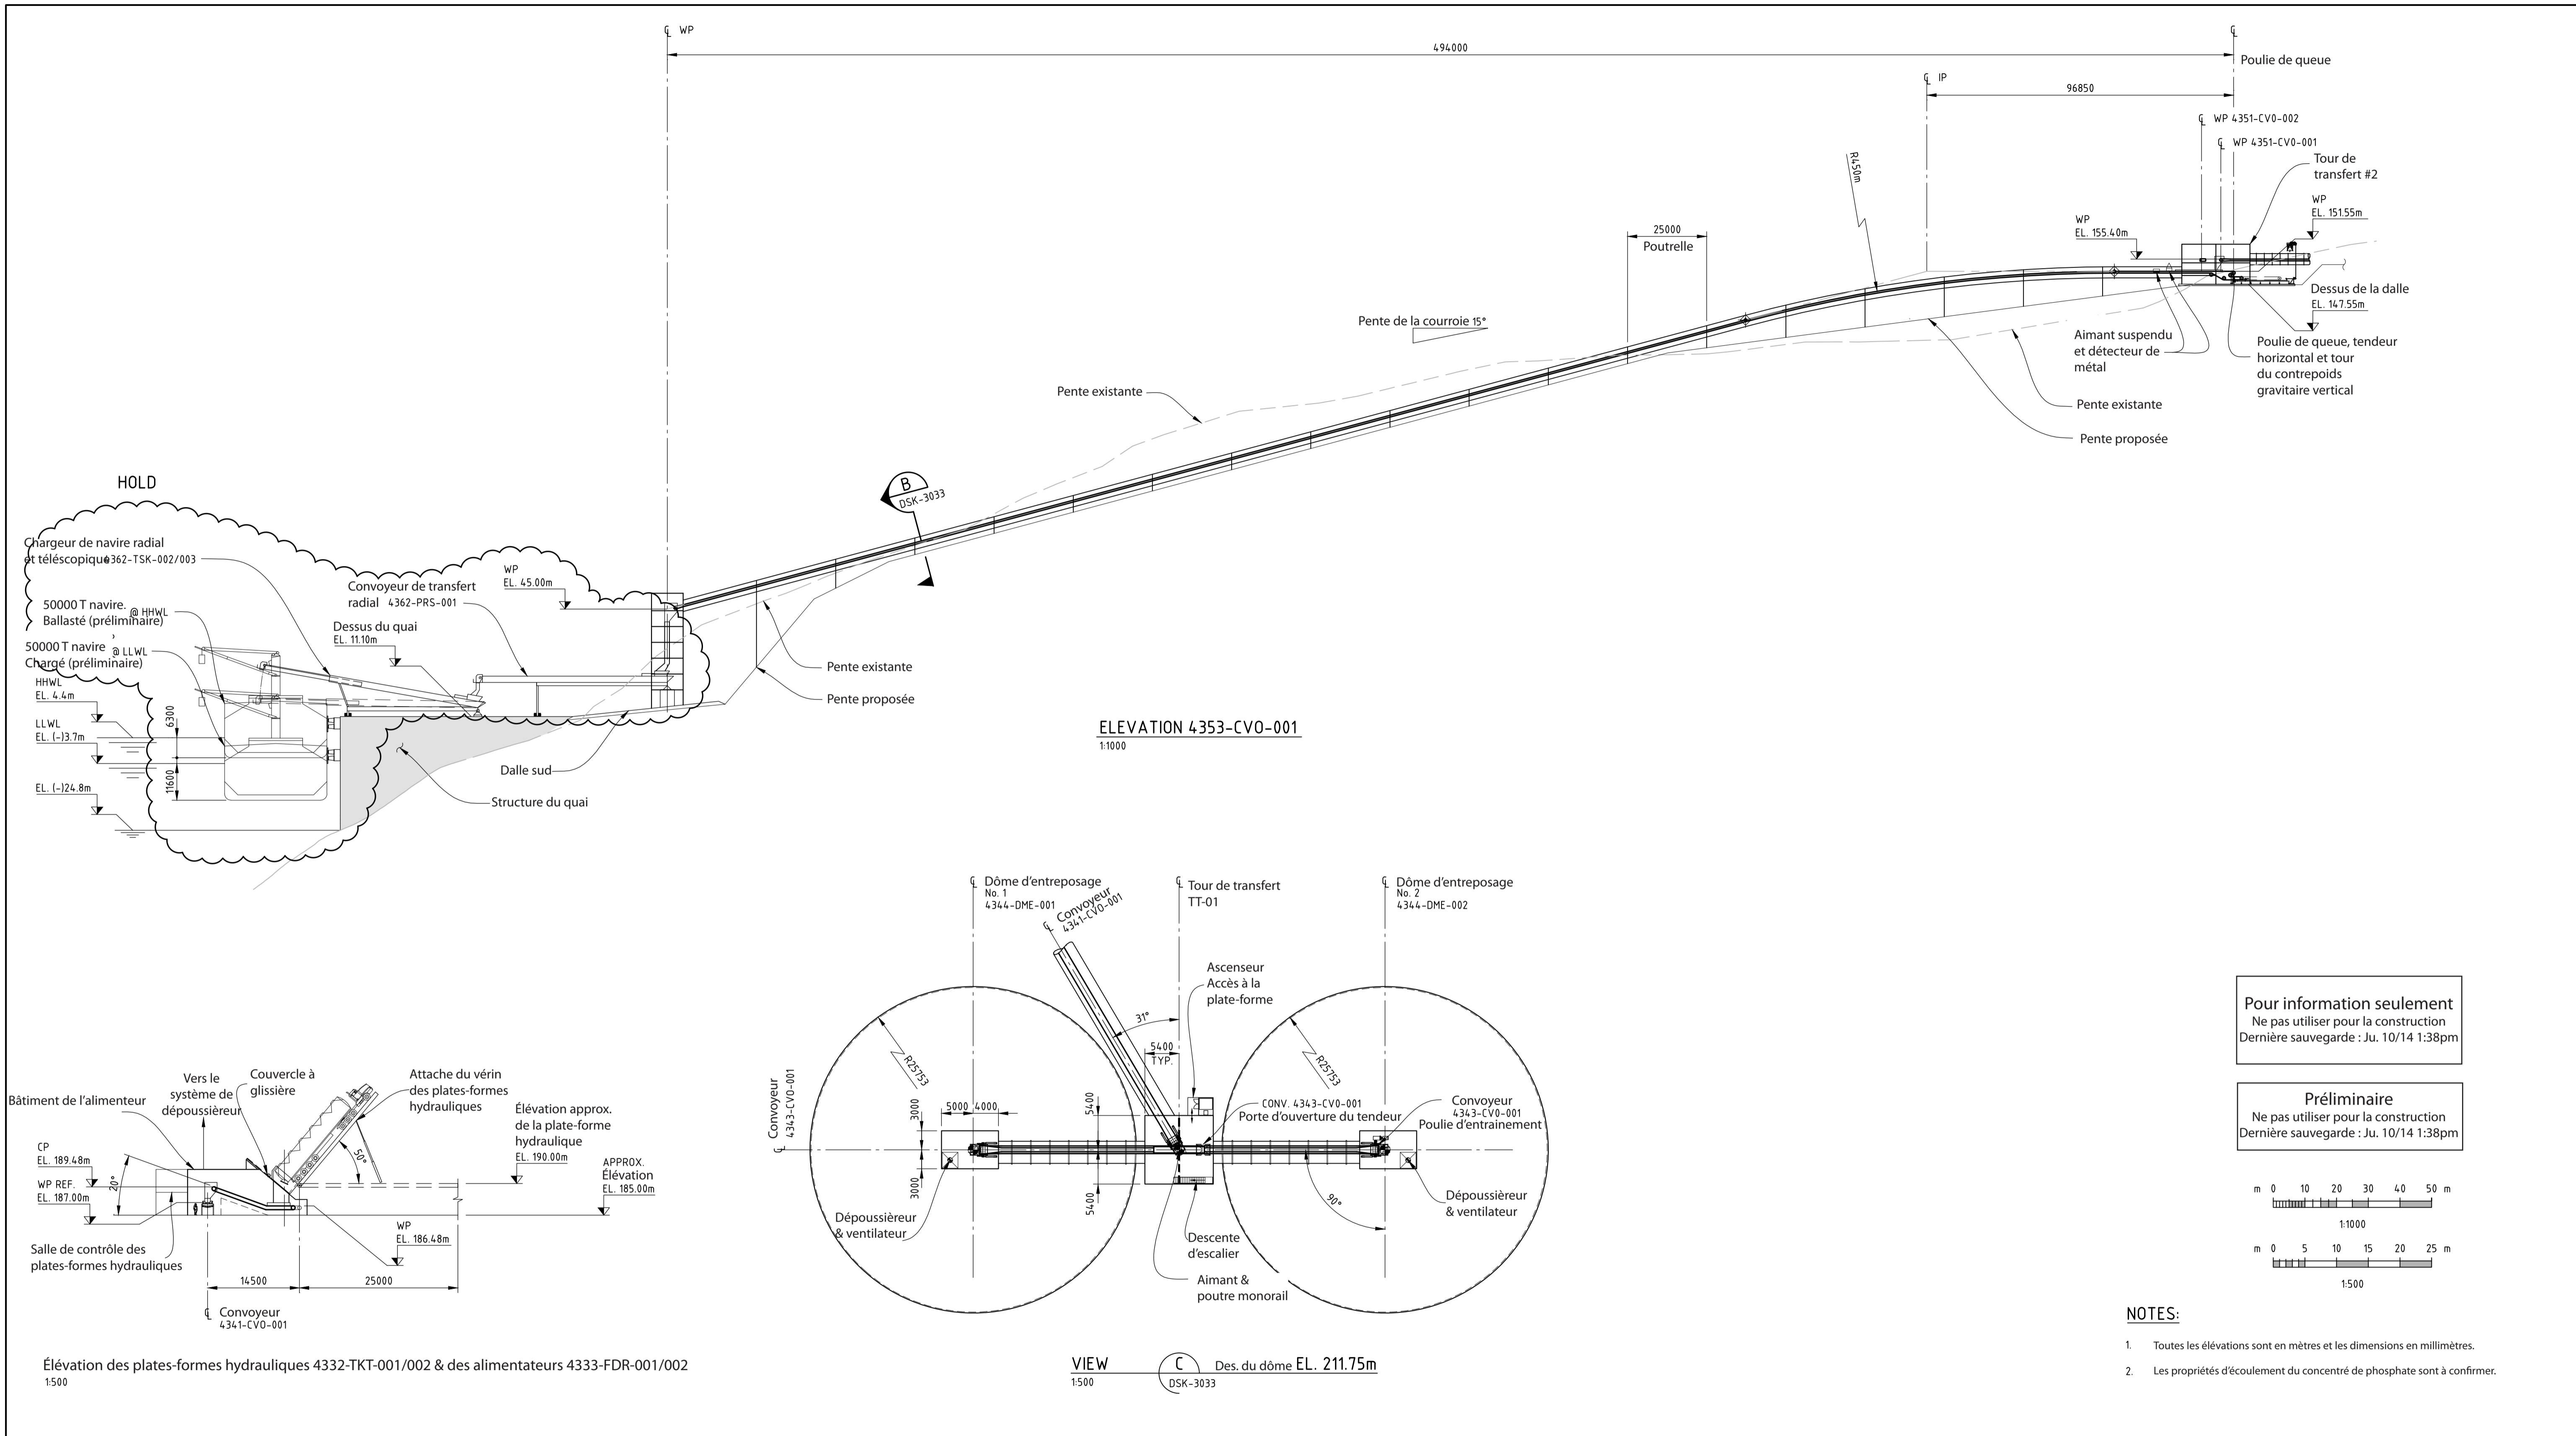 ℄ WP
494000
℄
Poulie de queue
℄ IP
96850
℄ WP 4351-CVO-002
℄ WP 4351-CVO-001
Tour de
transfert #2
WP
EL. 151.55m
WP
EL. 155.40m
R450m
25000
Poutrelle
Dessus de la dalle
EL. 147.55m
Pente de la courroie 15°
Aimant suspendu
et détecteur de
métal
Poulie de queue, tendeur
horizontal et tour
du contrepoids
gravitaire vertical
Pente existante
Pente existante
Pente proposée
B
DSK-3033
HOLD
Chargeur de navire radial
et téléscopique 4362-TSK-002/003
Convoyeur de transfert
radial 4362-PRS-001
WP
EL. 45.00m
50000 T navire. @ HHWL
Ballasté (préliminaire)
Dessus du quai
EL. 11.10m
50000 T navire @ LLWL
Chargé (préliminaire)
HHWL
EL. 4.4m
LLWL
EL. (-)3.7m
6300
11600
EL. (-)24.8m
Pente existante
Pente proposée
Dalle sud
Structure du quai
ELEVATION 4353-CVO-001
1:1000
℄ Dôme d'entreposage
No. 1
4344-DME-001
℄ Convoyeur
4341-CVO-001
℄ Tour de transfert
TT-01
℄ Dôme d'entreposage
No. 2
4344-DME-002
Ascenseur
Accès à la
plate-forme
31°
5400
TYP.
R25753
R25753
℄ Convoyeur
4343-CVO-001
5000 4000
3000
3000
5400
5400
CONV. 4343-CVO-001
Porte d'ouverture du tendeur
Convoyeur
4343-CVO-001
Poulie d'entrainement
90°
Dépoussièreur
& ventilateur
Dépoussièreur
& ventilateur
Descente
d'escalier
Aimant &
poutre monorail
VIEW C Des. du dôme EL. 211.75m
1:500 DSK-3033
Bâtiment de l'alimenteur
Vers le
système de
dépoussièreur
Couvercle à
glissière
Attache du vérin
des plates-formes
hydrauliques
Élévation approx.
de la plate-forme
hydraulique
EL. 190.00m
APPROX.
Élévation
EL. 185.00m
CP
EL. 189.48m
WP REF.
EL. 187.00m
20°
50°
WP
EL. 186.48m
Salle de contrôle des
plates-formes hydrauliques
14500
25000
℄ Convoyeur
4341-CVO-001
Élévation des plates-formes hydrauliques 4332-TKT-001/002 & des alimentateurs 4333-FDR-001/002
1:500
Pour information seulement
Ne pas utiliser pour la construction
Dernière sauvegarde : Ju. 10/14 1:38pm
Préliminaire
Ne pas utiliser pour la construction
Dernière sauvegarde : Ju. 10/14 1:38pm
m 0 10 20 30 40 50 m
1:1000
m 0 5 10 15 20 25 m
1:500
NOTES:
1. Toutes les élévations sont en mètres et les dimensions en millimètres.
2. Les propriétés d'écoulement du concentré de phosphate sont à confirmer.